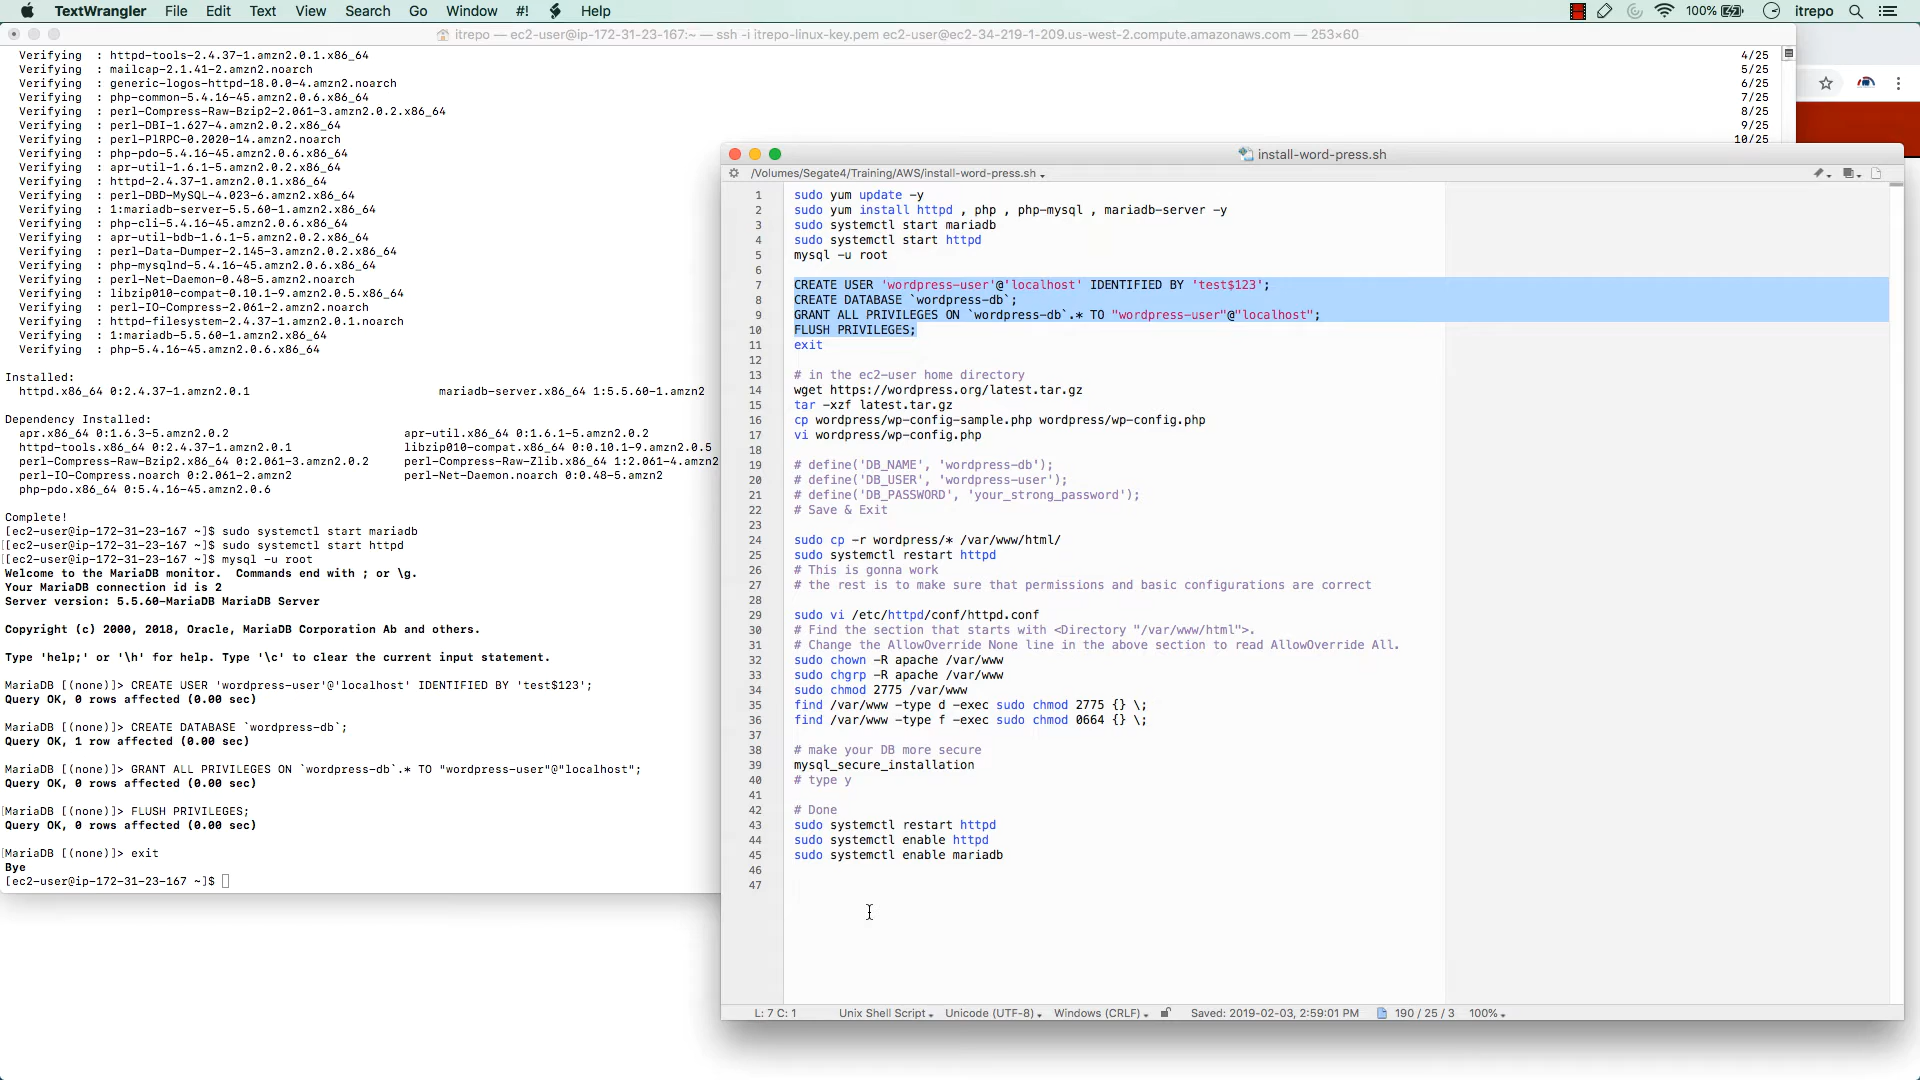 TextWrangler File Edit Text View Search Go Window #! Help 100% itrepo
itrepo — ec2-user@ip-172-31-23-167:~ — ssh -i itrepo-linux-key.pem ec2-user@ec2-34-219-1-209.us-west-2.compute.amazonaws.com — 253×60
Verifying : httpd-tools-2.4.37-1.amzn2.0.1.x86_64 4/25
Verifying : mailcap-2.1.41-2.amzn2.noarch 5/25
Verifying : generic-logos-httpd-18.0.0-4.amzn2.noarch 6/25
Verifying : php-common-5.4.16-45.amzn2.0.6.x86_64 7/25
Verifying : perl-Compress-Raw-Bzip2-2.061-3.amzn2.0.2.x86_64 8/25
Verifying : perl-DBI-1.627-4.amzn2.0.2.x86_64 9/25
Verifying : perl-PlRPC-0.2020-14.amzn2.noarch 10/25
Verifying : php-pdo-5.4.16-45.amzn2.0.6.x86_64
Verifying : apr-util-1.6.1-5.amzn2.0.2.x86_64
Verifying : httpd-2.4.37-1.amzn2.0.1.x86_64
Verifying : perl-DBD-MySQL-4.023-6.amzn2.x86_64
Verifying : 1:mariadb-server-5.5.60-1.amzn2.x86_64
Verifying : php-cli-5.4.16-45.amzn2.0.6.x86_64
Verifying : apr-util-bdb-1.6.1-5.amzn2.0.2.x86_64
Verifying : perl-Data-Dumper-2.145-3.amzn2.0.2.x86_64
Verifying : php-mysqlnd-5.4.16-45.amzn2.0.6.x86_64
Verifying : perl-Net-Daemon-0.48-5.amzn2.noarch
Verifying : libzip010-compat-0.10.1-9.amzn2.0.5.x86_64
Verifying : perl-IO-Compress-2.061-2.amzn2.noarch
Verifying : httpd-filesystem-2.4.37-1.amzn2.0.1.noarch
Verifying : 1:mariadb-5.5.60-1.amzn2.x86_64
Verifying : php-5.4.16-45.amzn2.0.6.x86_64
Installed:
httpd.x86_64 0:2.4.37-1.amzn2.0.1 mariadb-server.x86_64 1:5.5.60-1.amzn2
Dependency Installed:
apr.x86_64 0:1.6.3-5.amzn2.0.2 apr-util.x86_64 0:1.6.1-5.amzn2.0.2
httpd-tools.x86_64 0:2.4.37-1.amzn2.0.1 libzip010-compat.x86_64 0:0.10.1-9.amzn2.0.5
perl-Compress-Raw-Bzip2.x86_64 0:2.061-3.amzn2.0.2 perl-Compress-Raw-Zlib.x86_64 1:2.061-4.amzn2
perl-IO-Compress.noarch 0:2.061-2.amzn2 perl-Net-Daemon.noarch 0:0.48-5.amzn2
php-pdo.x86_64 0:5.4.16-45.amzn2.0.6
Complete!
[ec2-user@ip-172-31-23-167 ~]$ sudo systemctl start mariadb
[[ec2-user@ip-172-31-23-167 ~]$ sudo systemctl start httpd
[[ec2-user@ip-172-31-23-167 ~]$ mysql -u root
Welcome to the MariaDB monitor. Commands end with ; or \g.
Your MariaDB connection id is 2
Server version: 5.5.60-MariaDB MariaDB Server
Copyright (c) 2000, 2018, Oracle, MariaDB Corporation Ab and others.
Type 'help;' or '\h' for help. Type '\c' to clear the current input statement.
MariaDB [(none)]> CREATE USER 'wordpress-user'@'localhost' IDENTIFIED BY 'test$123';
Query OK, 0 rows affected (0.00 sec)
MariaDB [(none)]> CREATE DATABASE `wordpress-db`;
Query OK, 1 row affected (0.00 sec)
MariaDB [(none)]> GRANT ALL PRIVILEGES ON `wordpress-db`.* TO "wordpress-user"@"localhost";
Query OK, 0 rows affected (0.00 sec)
[MariaDB [(none)]> FLUSH PRIVILEGES;
Query OK, 0 rows affected (0.00 sec)
[MariaDB [(none)]> exit
Bye
[ec2-user@ip-172-31-23-167 ~]$
install-word-press.sh
/Volumes/Segate4/Training/AWS/install-word-press.sh
1 sudo yum update -y
2 sudo yum install httpd , php , php-mysql , mariadb-server -y
3 sudo systemctl start mariadb
4 sudo systemctl start httpd
5 mysql -u root
6
7 CREATE USER 'wordpress-user'@'localhost' IDENTIFIED BY 'test$123';
8 CREATE DATABASE `wordpress-db`;
9 GRANT ALL PRIVILEGES ON `wordpress-db`.* TO "wordpress-user"@"localhost";
10 FLUSH PRIVILEGES;
11 exit
12
13 # in the ec2-user home directory
14 wget https://wordpress.org/latest.tar.gz
15 tar -xzf latest.tar.gz
16 cp wordpress/wp-config-sample.php wordpress/wp-config.php
17 vi wordpress/wp-config.php
18
19 # define('DB_NAME', 'wordpress-db');
20 # define('DB_USER', 'wordpress-user');
21 # define('DB_PASSWORD', 'your_strong_password');
22 # Save & Exit
23
24 sudo cp -r wordpress/* /var/www/html/
25 sudo systemctl restart httpd
26 # This is gonna work
27 # the rest is to make sure that permissions and basic configurations are correct
28
29 sudo vi /etc/httpd/conf/httpd.conf
30 # Find the section that starts with <Directory "/var/www/html">.
31 # Change the AllowOverride None line in the above section to read AllowOverride All.
32 sudo chown -R apache /var/www
33 sudo chgrp -R apache /var/www
34 sudo chmod 2775 /var/www
35 find /var/www -type d -exec sudo chmod 2775 {} \;
36 find /var/www -type f -exec sudo chmod 0664 {} \;
37
38 # make your DB more secure
39 mysql_secure_installation
40 # type y
41
42 # Done
43 sudo systemctl restart httpd
44 sudo systemctl enable httpd
45 sudo systemctl enable mariadb
46
47
L: 7 C: 1 Unix Shell Script Unicode (UTF-8) Windows (CRLF) Saved: 2019-02-03, 2:59:01 PM 190 / 25 / 3 100%